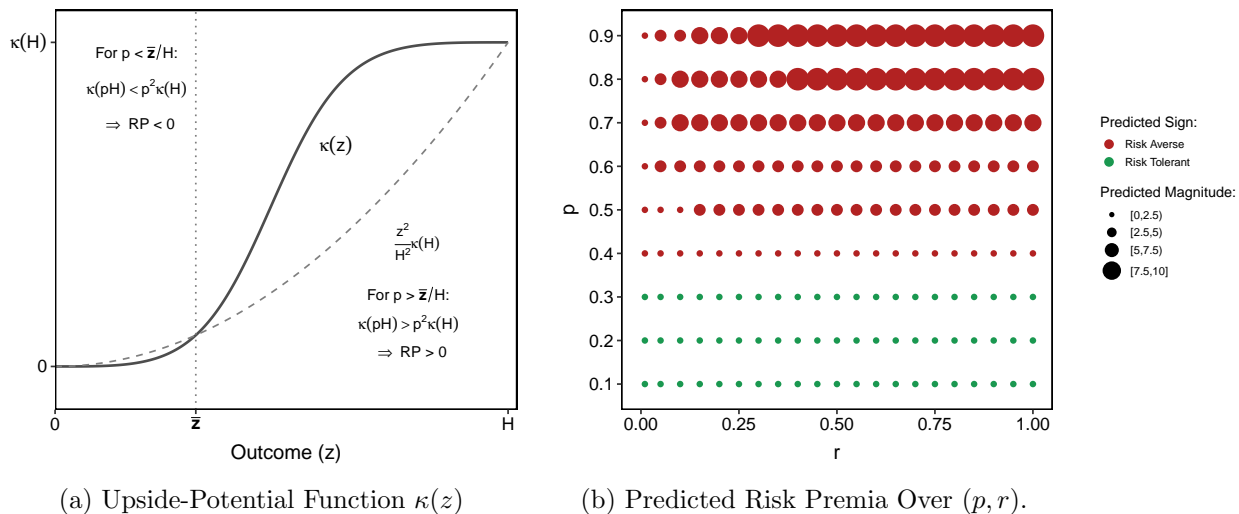 κ(H)
For p < z̅/H:
κ(pH) < p²κ(H)
⇒ RP < 0
κ(z)
z²/H² κ(H)
For p > z̅/H:
κ(pH) > p²κ(H)
⇒ RP > 0
0
0
z̅
H
Outcome (z)
(a) Upside-Potential Function κ(z)
p
0.9
0.8
0.7
0.6
0.5
0.4
0.3
0.2
0.1
0.00
0.25
0.50
0.75
1.00
r
Predicted Sign:
Risk Averse
Risk Tolerant
Predicted Magnitude:
[0,2.5)
[2.5,5)
[5,7.5)
[7.5,10]
(b) Predicted Risk Premia Over (p, r).